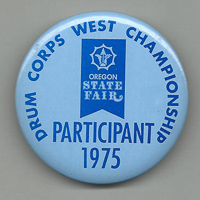 DRUM CORPS WEST CHAMPIONSHIP
OREGON
STATE
FAIR
PARTICIPANT
1975